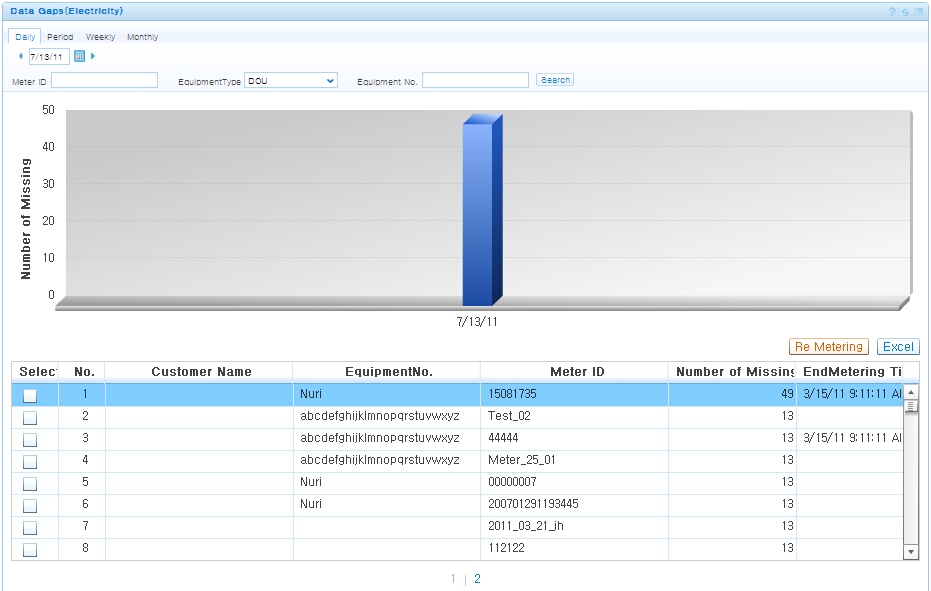 Data Gaps{Electricity}
Daily Period Weekly Monthly
7/13/11
Meter ID EquipmentType DOU Equipment No. Search
50
40
30
20
10
0
Number of Missing
7/13/11
Re Metering Excel
Selec No. Customer Name EquipmentNo. Meter ID Number of Missing EndMetering Ti
1 Nuri 15081735 49 3/15/11 9:11:11 Al
2 abcdefghijklmnopqrstuvwxyz Test_02 13
3 abcdefghijklmnopqrstuvwxyz 44444 13 3/15/11 9:11:11 Al
4 abcdefghijklmnopqrstuvwxyz Meter_25_01 13
5 Nuri 00000007 13
6 Nuri 200701291193445 13
7 2011_03_21_jh 13
8 112122 13
1 | 2